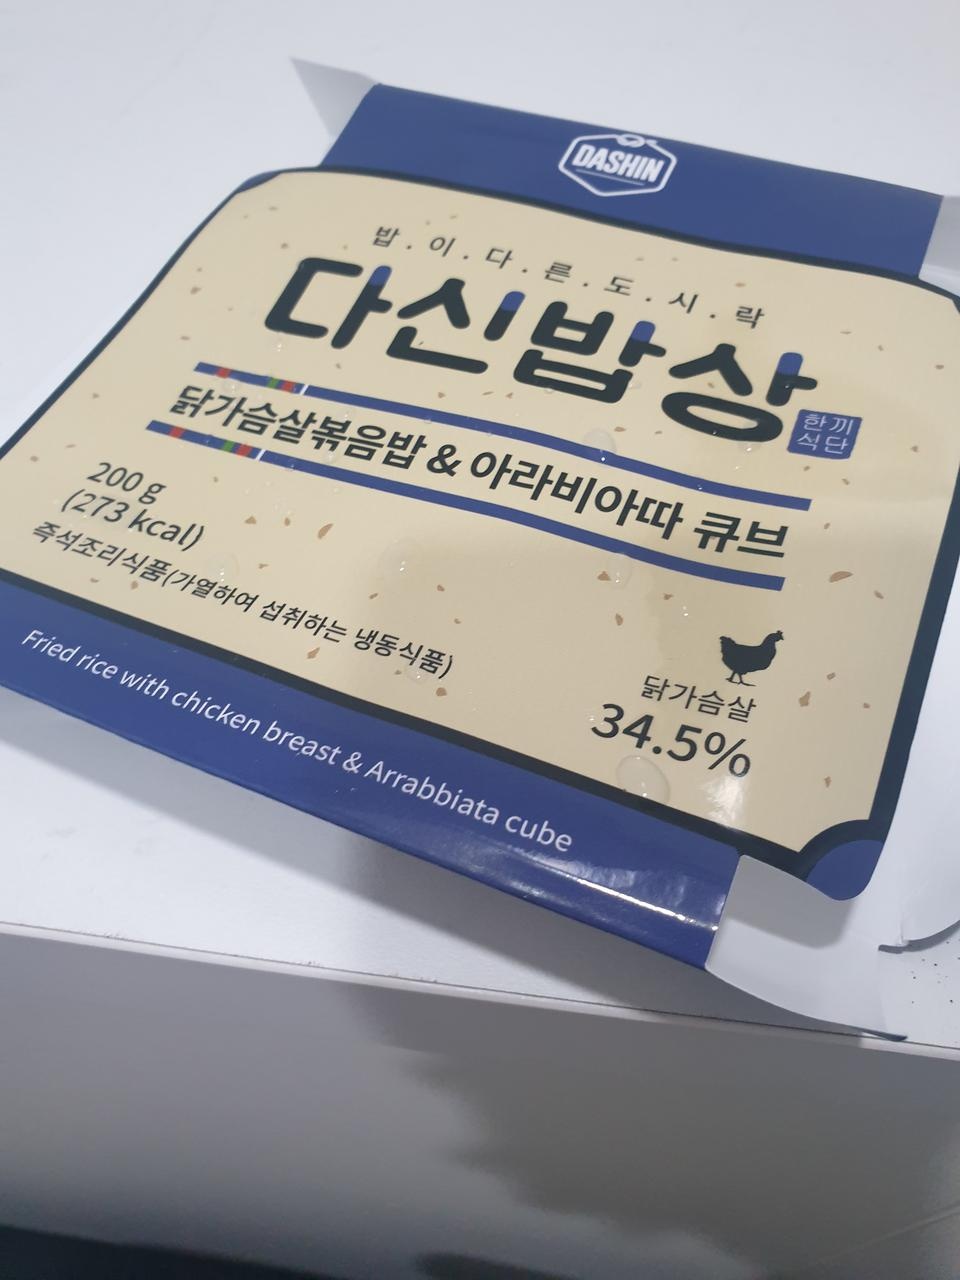 DASHIN
밥.이.다.른.도.시.락
다신밥상
한끼
식단
닭가슴살볶음밥 & 아라비아따 큐브
200 g
(273 kcal)
즉석조리식품(가열하여 섭취하는 냉동식품)
닭가슴살
34.5%
Fried rice with chicken breast & Arrabbiata cube